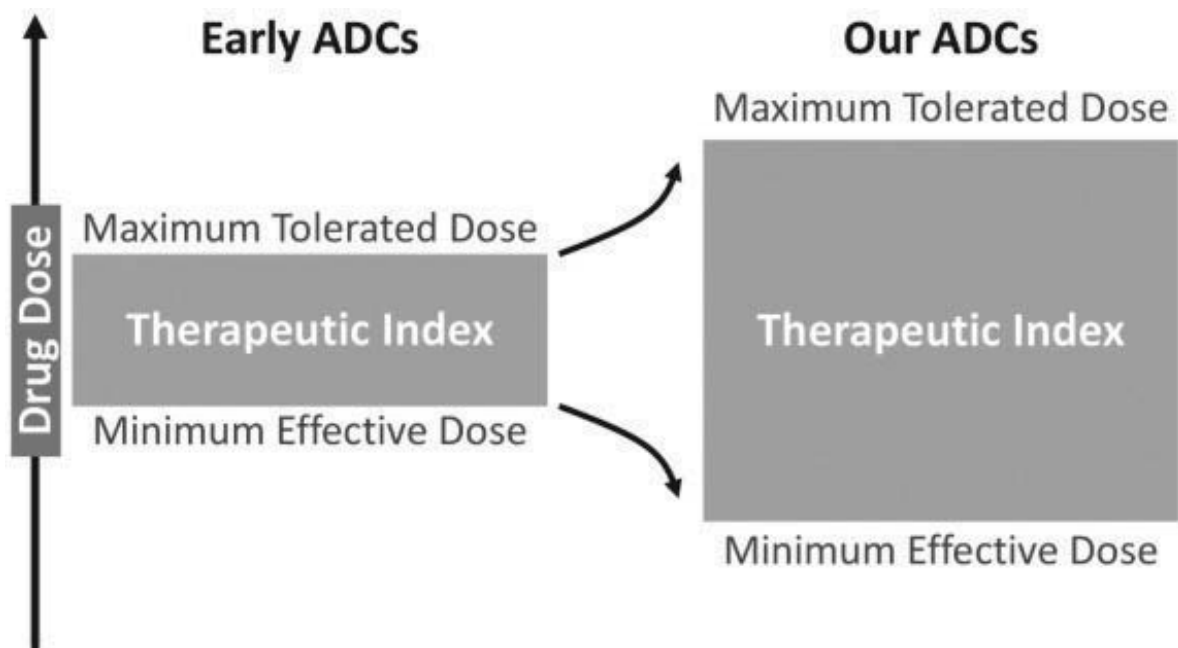 Early ADCs
Our ADCs
Maximum Tolerated Dose
Maximum Tolerated Dose
Drug Dose
Therapeutic Index
Therapeutic Index
Minimum Effective Dose
Minimum Effective Dose